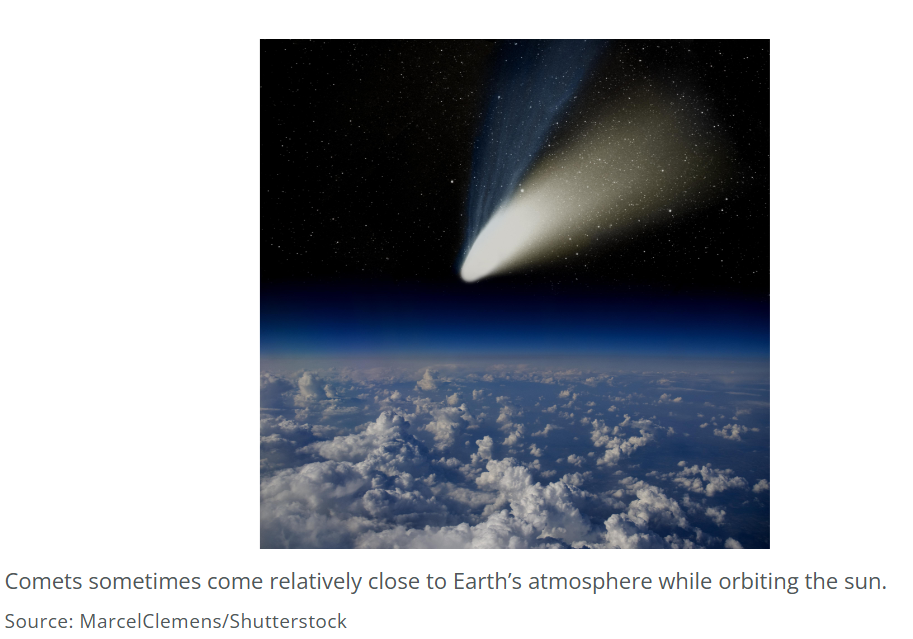 Comets sometimes come relatively close to Earth’s atmosphere while orbiting the sun.
Source: MarcelClemens/Shutterstock